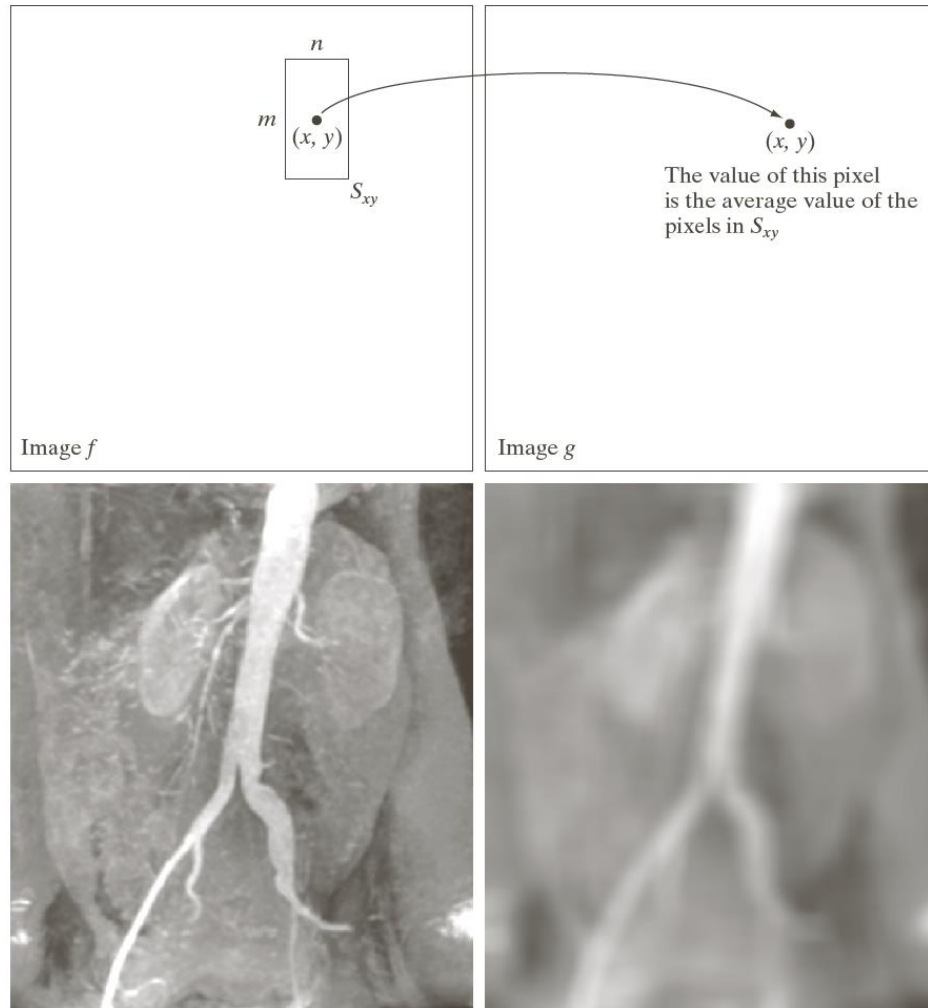 n
m
(x, y)
S_xy
Image f
(x, y)
The value of this pixel
is the average value of the
pixels in S_xy
Image g